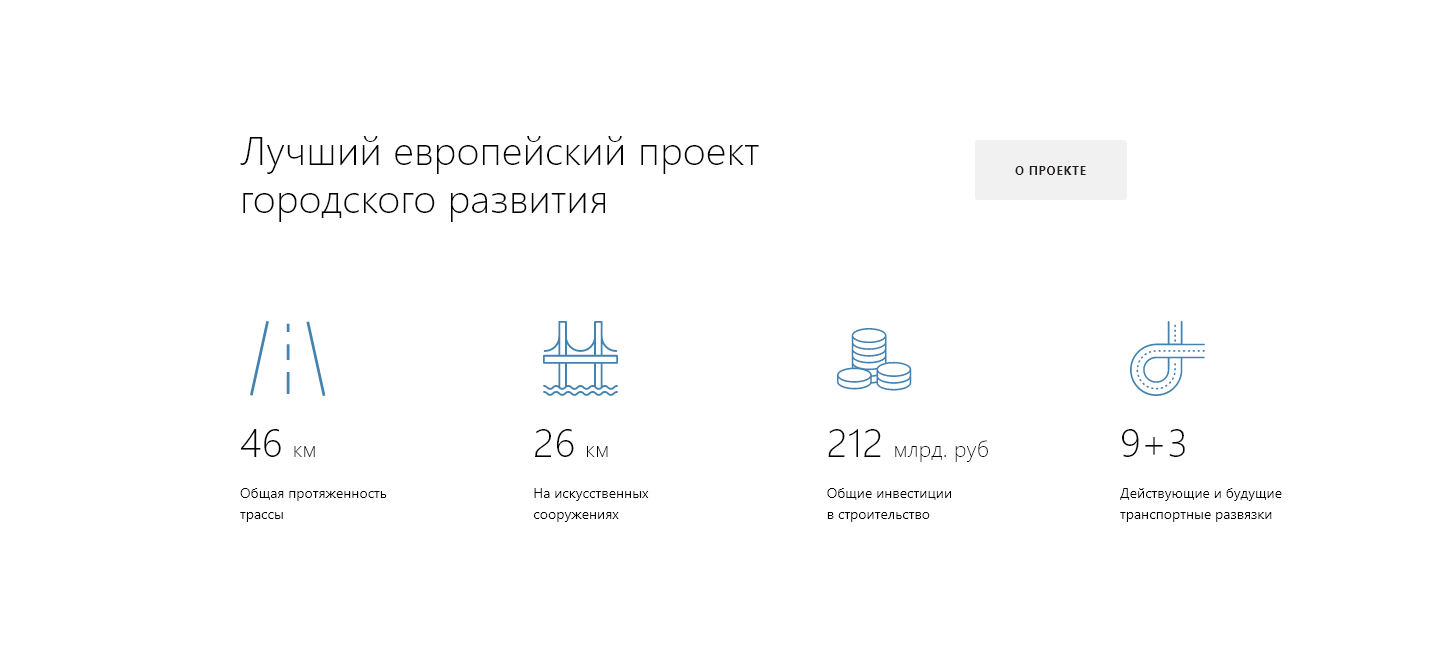 Лучший европейский проект
городского развития
О ПРОЕКТЕ
46 км
Общая протяженность
трассы
26 км
На искусственных
сооружениях
212 млрд. руб
Общие инвестиции
в строительство
9+3
Действующие и будущие
транспортные развязки